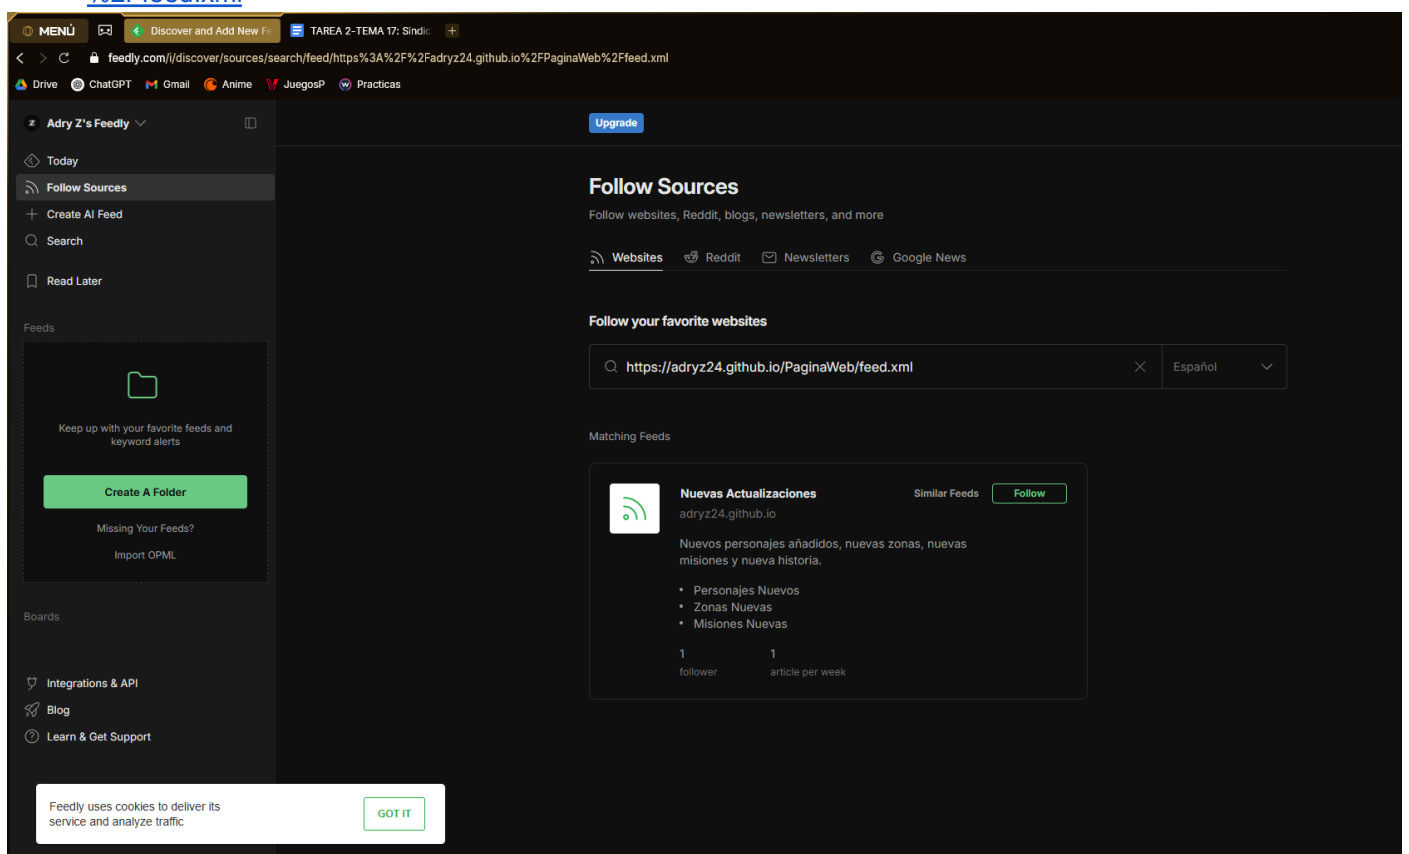 %2Ffeed.xml
MENÚ
Discover and Add New Fe
TAREA 2-TEMA 17: Sindic
feedly.com/i/discover/sources/search/feed/https%3A%2F%2Fadryz24.github.io%2FPaginaWeb%2Ffeed.xml
Drive ChatGPT Gmail Anime JuegosP Practicas
Adry Z's Feedly
Upgrade
Today
Follow Sources
Create AI Feed
Search
Read Later
Feeds
Keep up with your favorite feeds and
keyword alerts
Create A Folder
Missing Your Feeds?
Import OPML
Boards
Integrations & API
Blog
Learn & Get Support
Feedly uses cookies to deliver its
service and analyze traffic
GOT IT
Follow Sources
Follow websites, Reddit, blogs, newsletters, and more
Websites Reddit Newsletters Google News
Follow your favorite websites
https://adryz24.github.io/PaginaWeb/feed.xml
Español
Matching Feeds
Nuevas Actualizaciones
Similar Feeds
Follow
adryz24.github.io
Nuevos personajes añadidos, nuevas zonas, nuevas
misiones y nueva historia.
• Personajes Nuevos
• Zonas Nuevas
• Misiones Nuevas
1 1
follower article per week